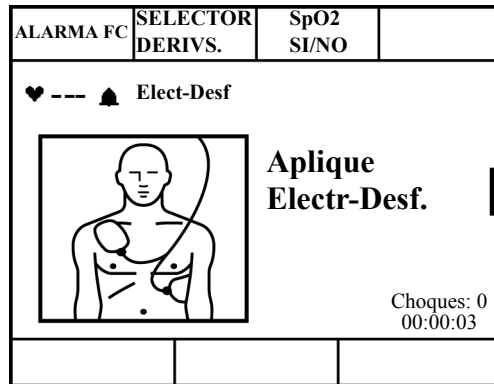 ALARMA FC
SELECTOR
DERIVS.
SpO2
SI/NO
--- Elect-Desf
Aplique
Electr-Desf.
Choques: 0
00:00:03